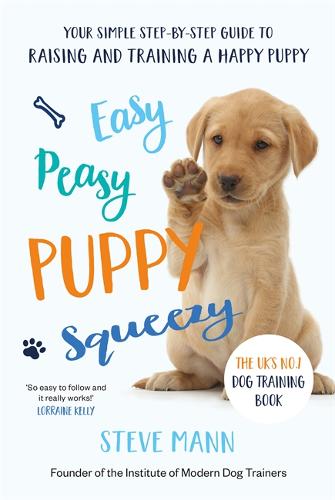 YOUR SIMPLE STEP-BY-STEP GUIDE TO
RAISING AND TRAINING A HAPPY PUPPY
Easy
Peasy
PUPPY
Squeezy
THE UK'S NO.1
DOG TRAINING
BOOK
'So easy to follow and
it really works!'
LORRAINE KELLY
STEVE MANN
Founder of the Institute of Modern Dog Trainers